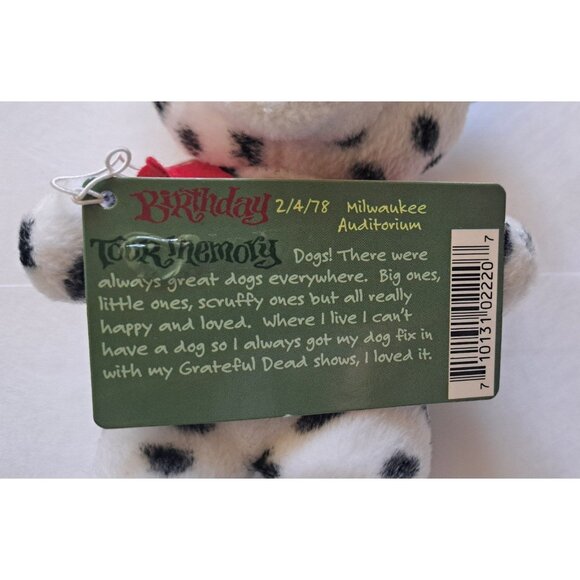 Birthday 2/4/78 Milwaukee
Auditorium
Tour Memory Dogs! There were
always great dogs everywhere. Big ones,
little ones, scruffy ones but all really
happy and loved. Where I live I can't
have a dog so I always got my dog fix in
with my Grateful Dead shows, I loved it.
7 10131 02220 7